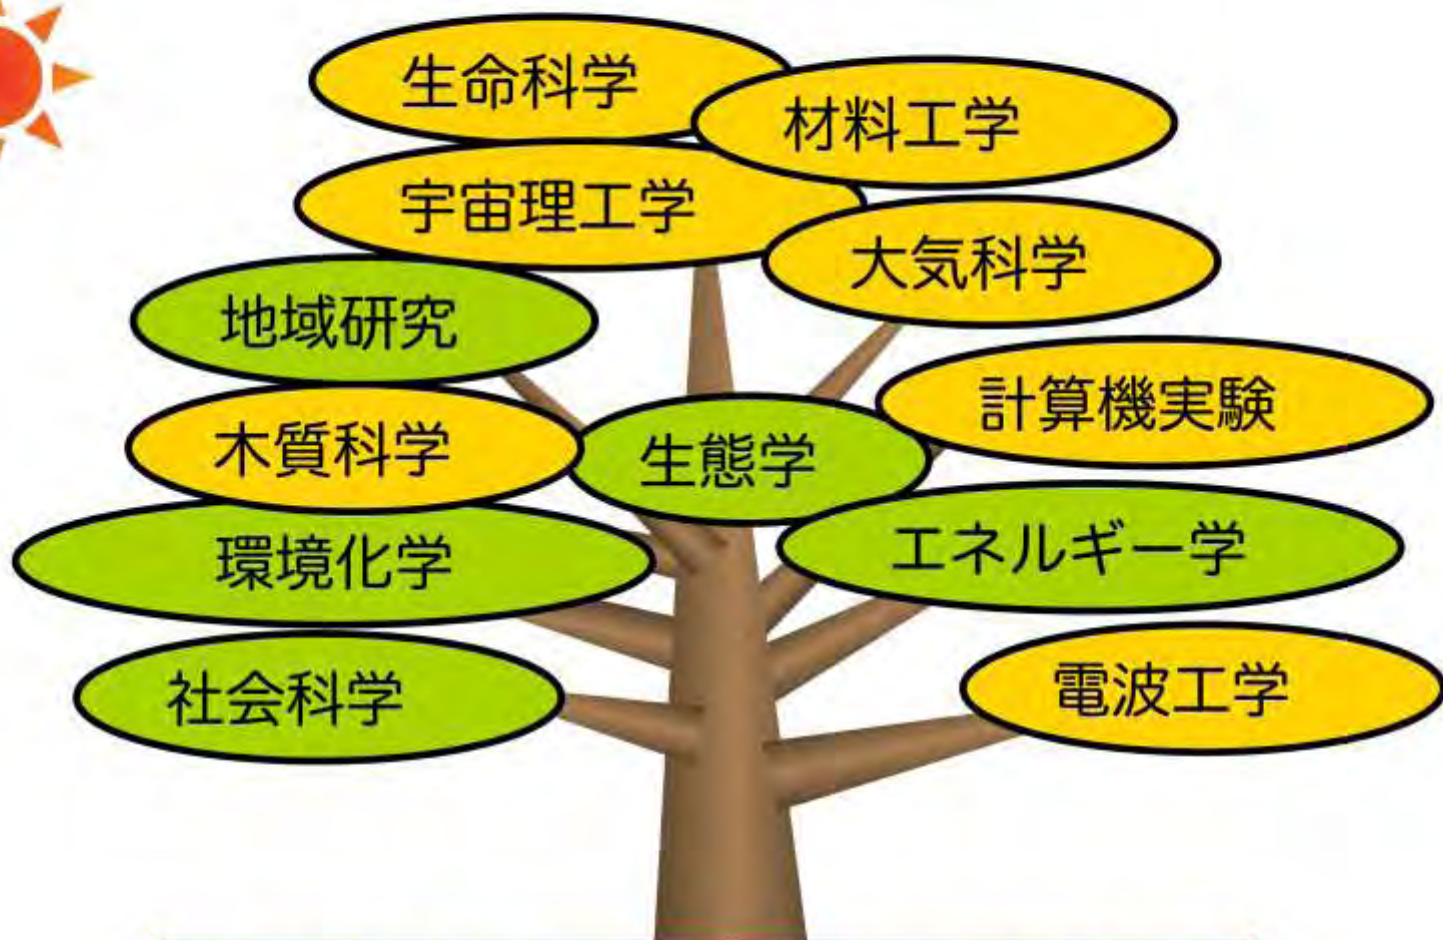 生命科学
材料工学
宇宙理工学
大気科学
地域研究
計算機実験
木質科学
生態学
環境化学
エネルギー学
社会科学
電波工学